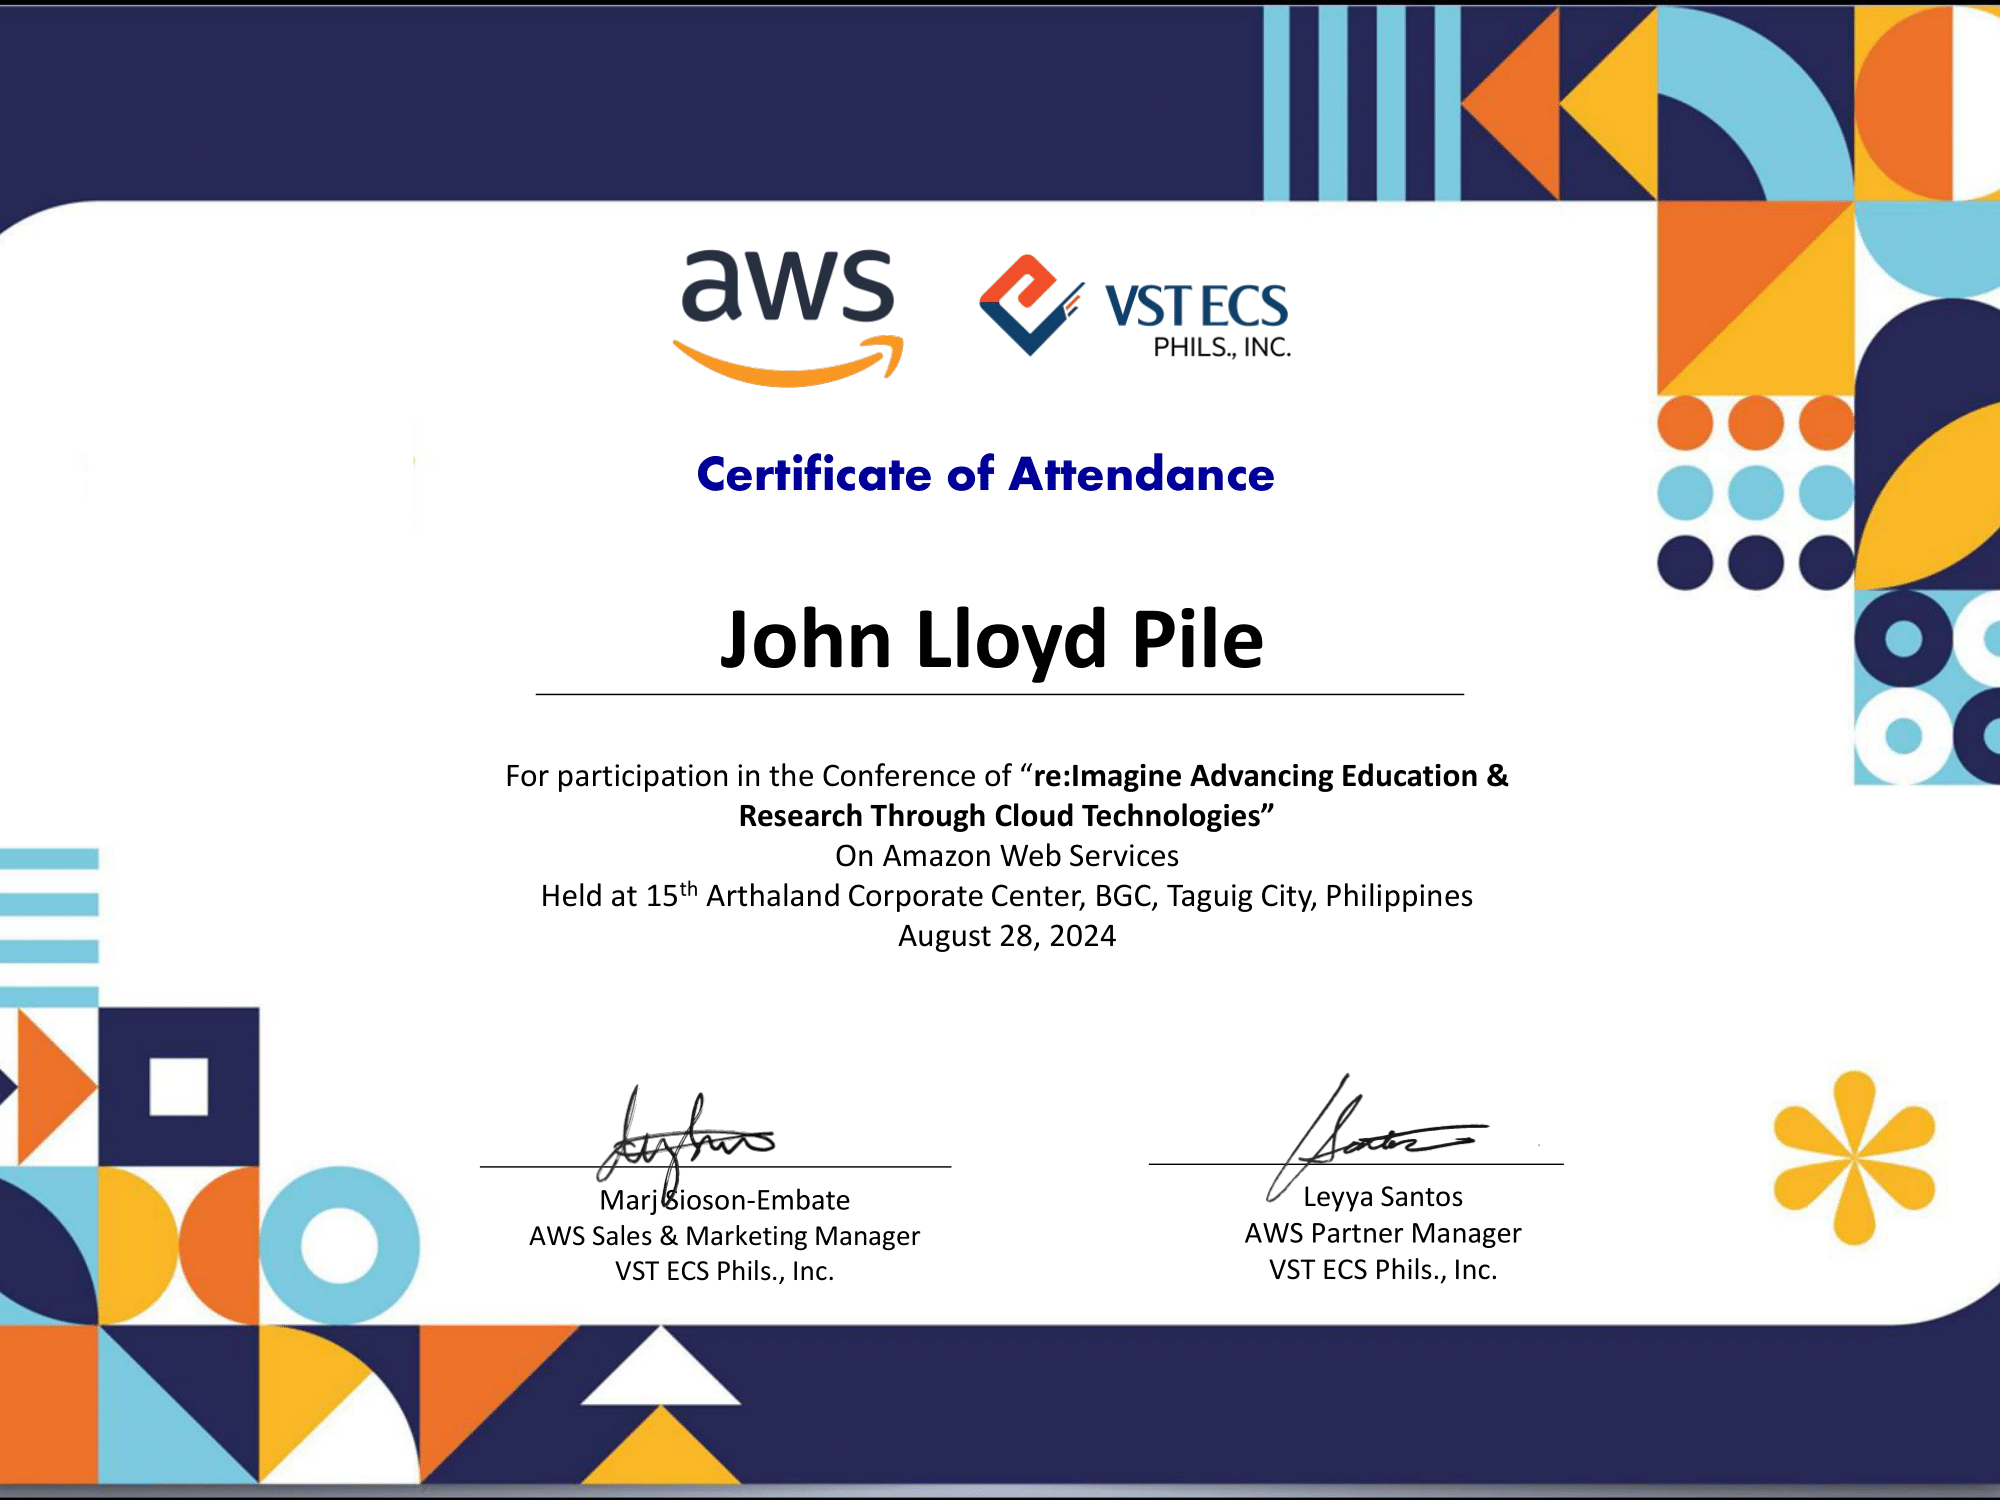 aws
VST ECS
PHILS., INC.
Certificate of Attendance
John Lloyd Pile
For participation in the Conference of “re:Imagine Advancing Education &
Research Through Cloud Technologies”
On Amazon Web Services
Held at 15th Arthaland Corporate Center, BGC, Taguig City, Philippines
August 28, 2024
Marj Sioson-Embate
AWS Sales & Marketing Manager
VST ECS Phils., Inc.
Leyya Santos
AWS Partner Manager
VST ECS Phils., Inc.